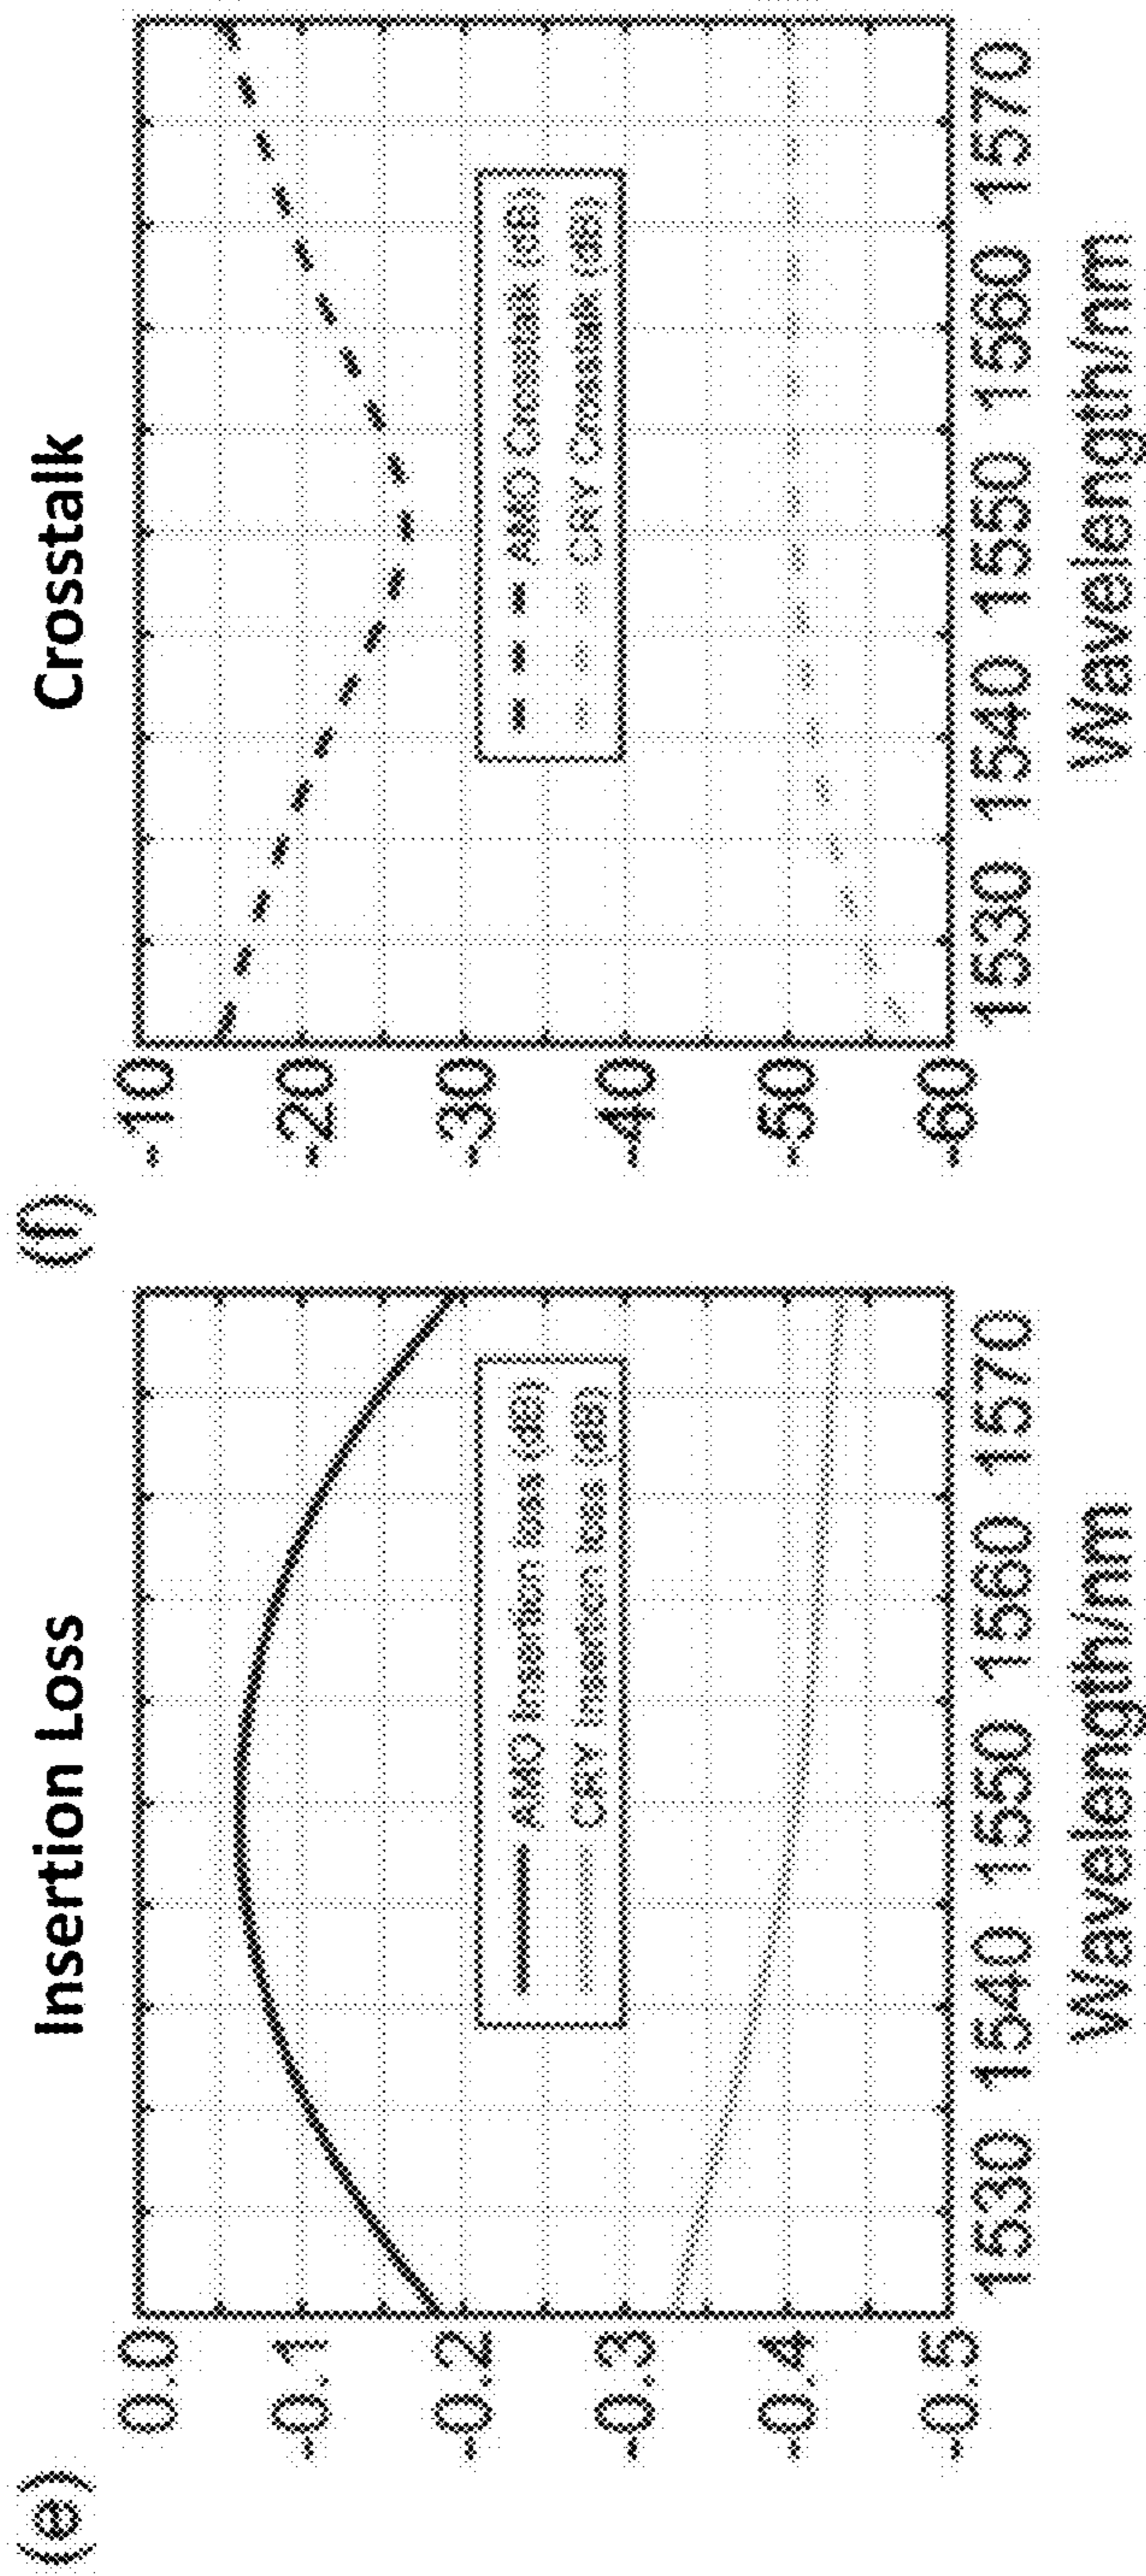 (e)
Insertion Loss
0.0
-0.1
-0.2
-0.3
-0.4
-0.5
AMO Insertion loss (dB)
CRY Insertion loss (dB)
1530 1540 1550 1560 1570
Wavelength/nm
(f)
Crosstalk
-10
-20
-30
-40
-50
-60
AMO Crosstalk (dB)
CRY Crosstalk (dB)
1530 1540 1550 1560 1570
Wavelength/nm